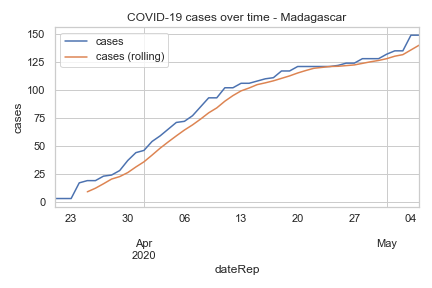 COVID-19 cases over time - Madagascar
cases
cases (rolling)
150
125
100
75
50
25
0
cases
23 30 06 13 20 27 04
Apr May
2020
dateRep